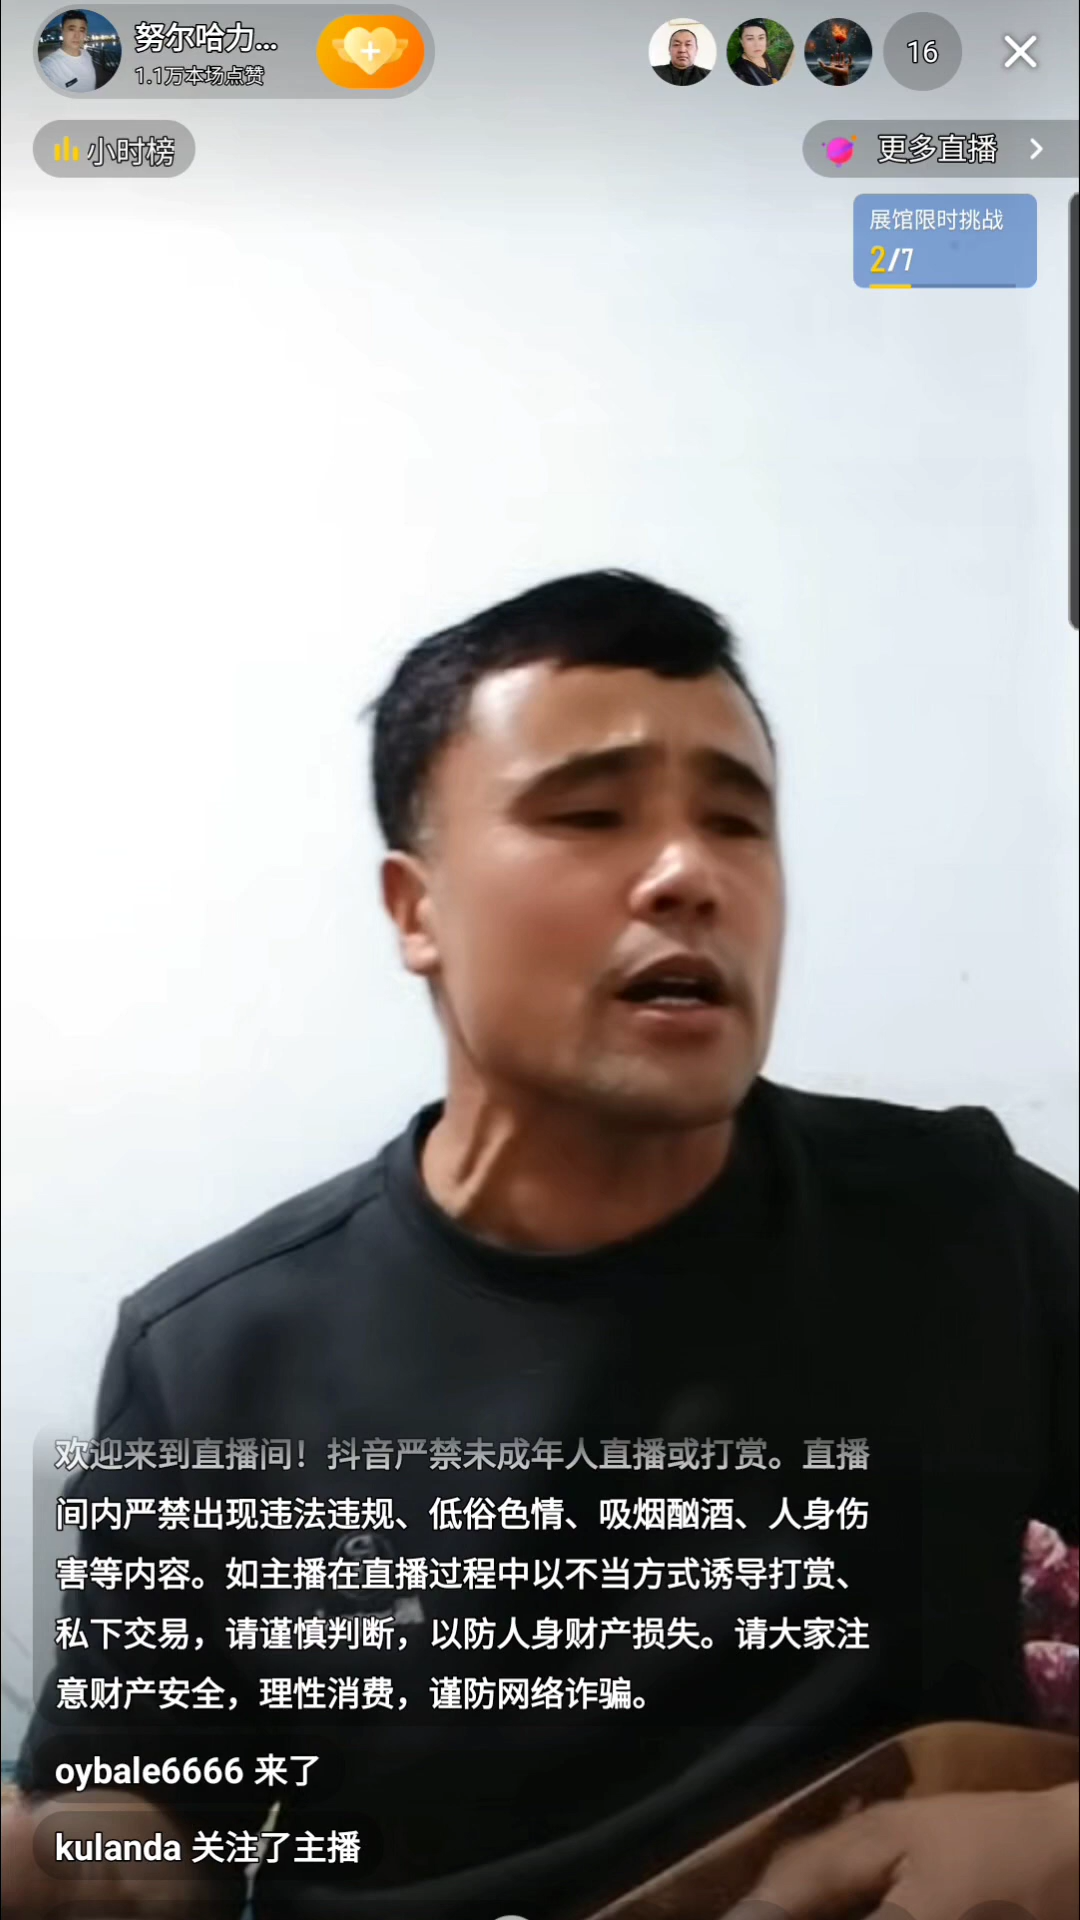 努尔哈力...
1.1万本场点赞
16
小时榜
更多直播
展馆限时挑战
2/7
欢迎来到直播间！抖音严禁未成年人直播或打赏。直播
间内严禁出现违法违规、低俗色情、吸烟酗酒、人身伤
害等内容。如主播在直播过程中以不当方式诱导打赏、
私下交易，请谨慎判断，以防人身财产损失。请大家注
意财产安全，理性消费，谨防网络诈骗。
oybale6666 来了
kulanda 关注了主播